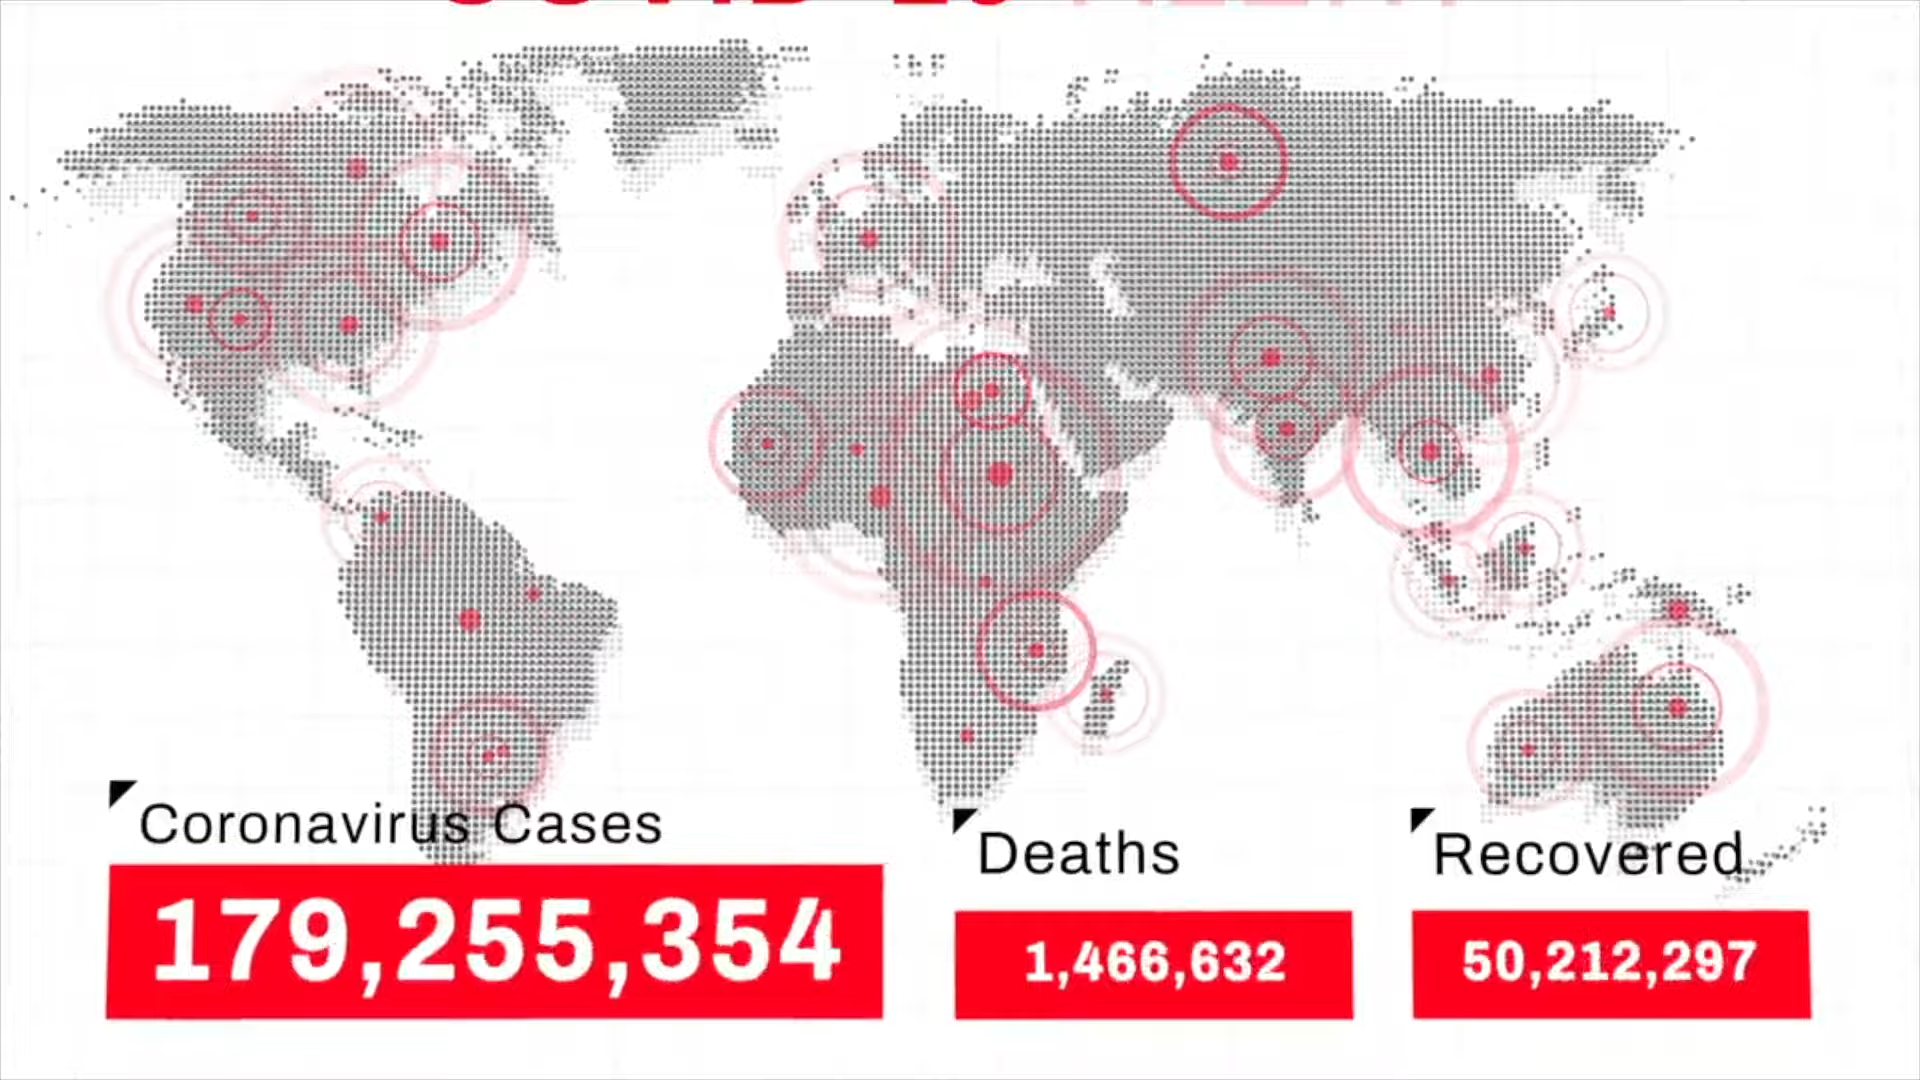 Coronavirus Cases
179,255,354
Deaths
1,466,632
Recovered
50,212,297